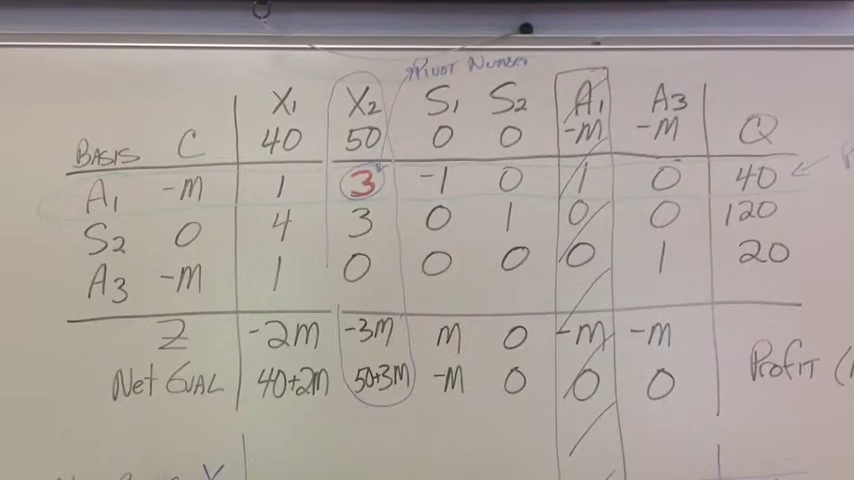 Pivot Number
X1 X2 S1 S2 A1 A3
BASIS C 40 50 0 0 -M -M Q
A1 -M 1 3 -1 0 1 0 40
S2 0 4 3 0 1 0 0 120
A3 -M 1 0 0 0 0 1 20
Z -2M -3M M 0 -M -M
Net EVAL 40+2M 50+3M -M 0 0 0 Profit (